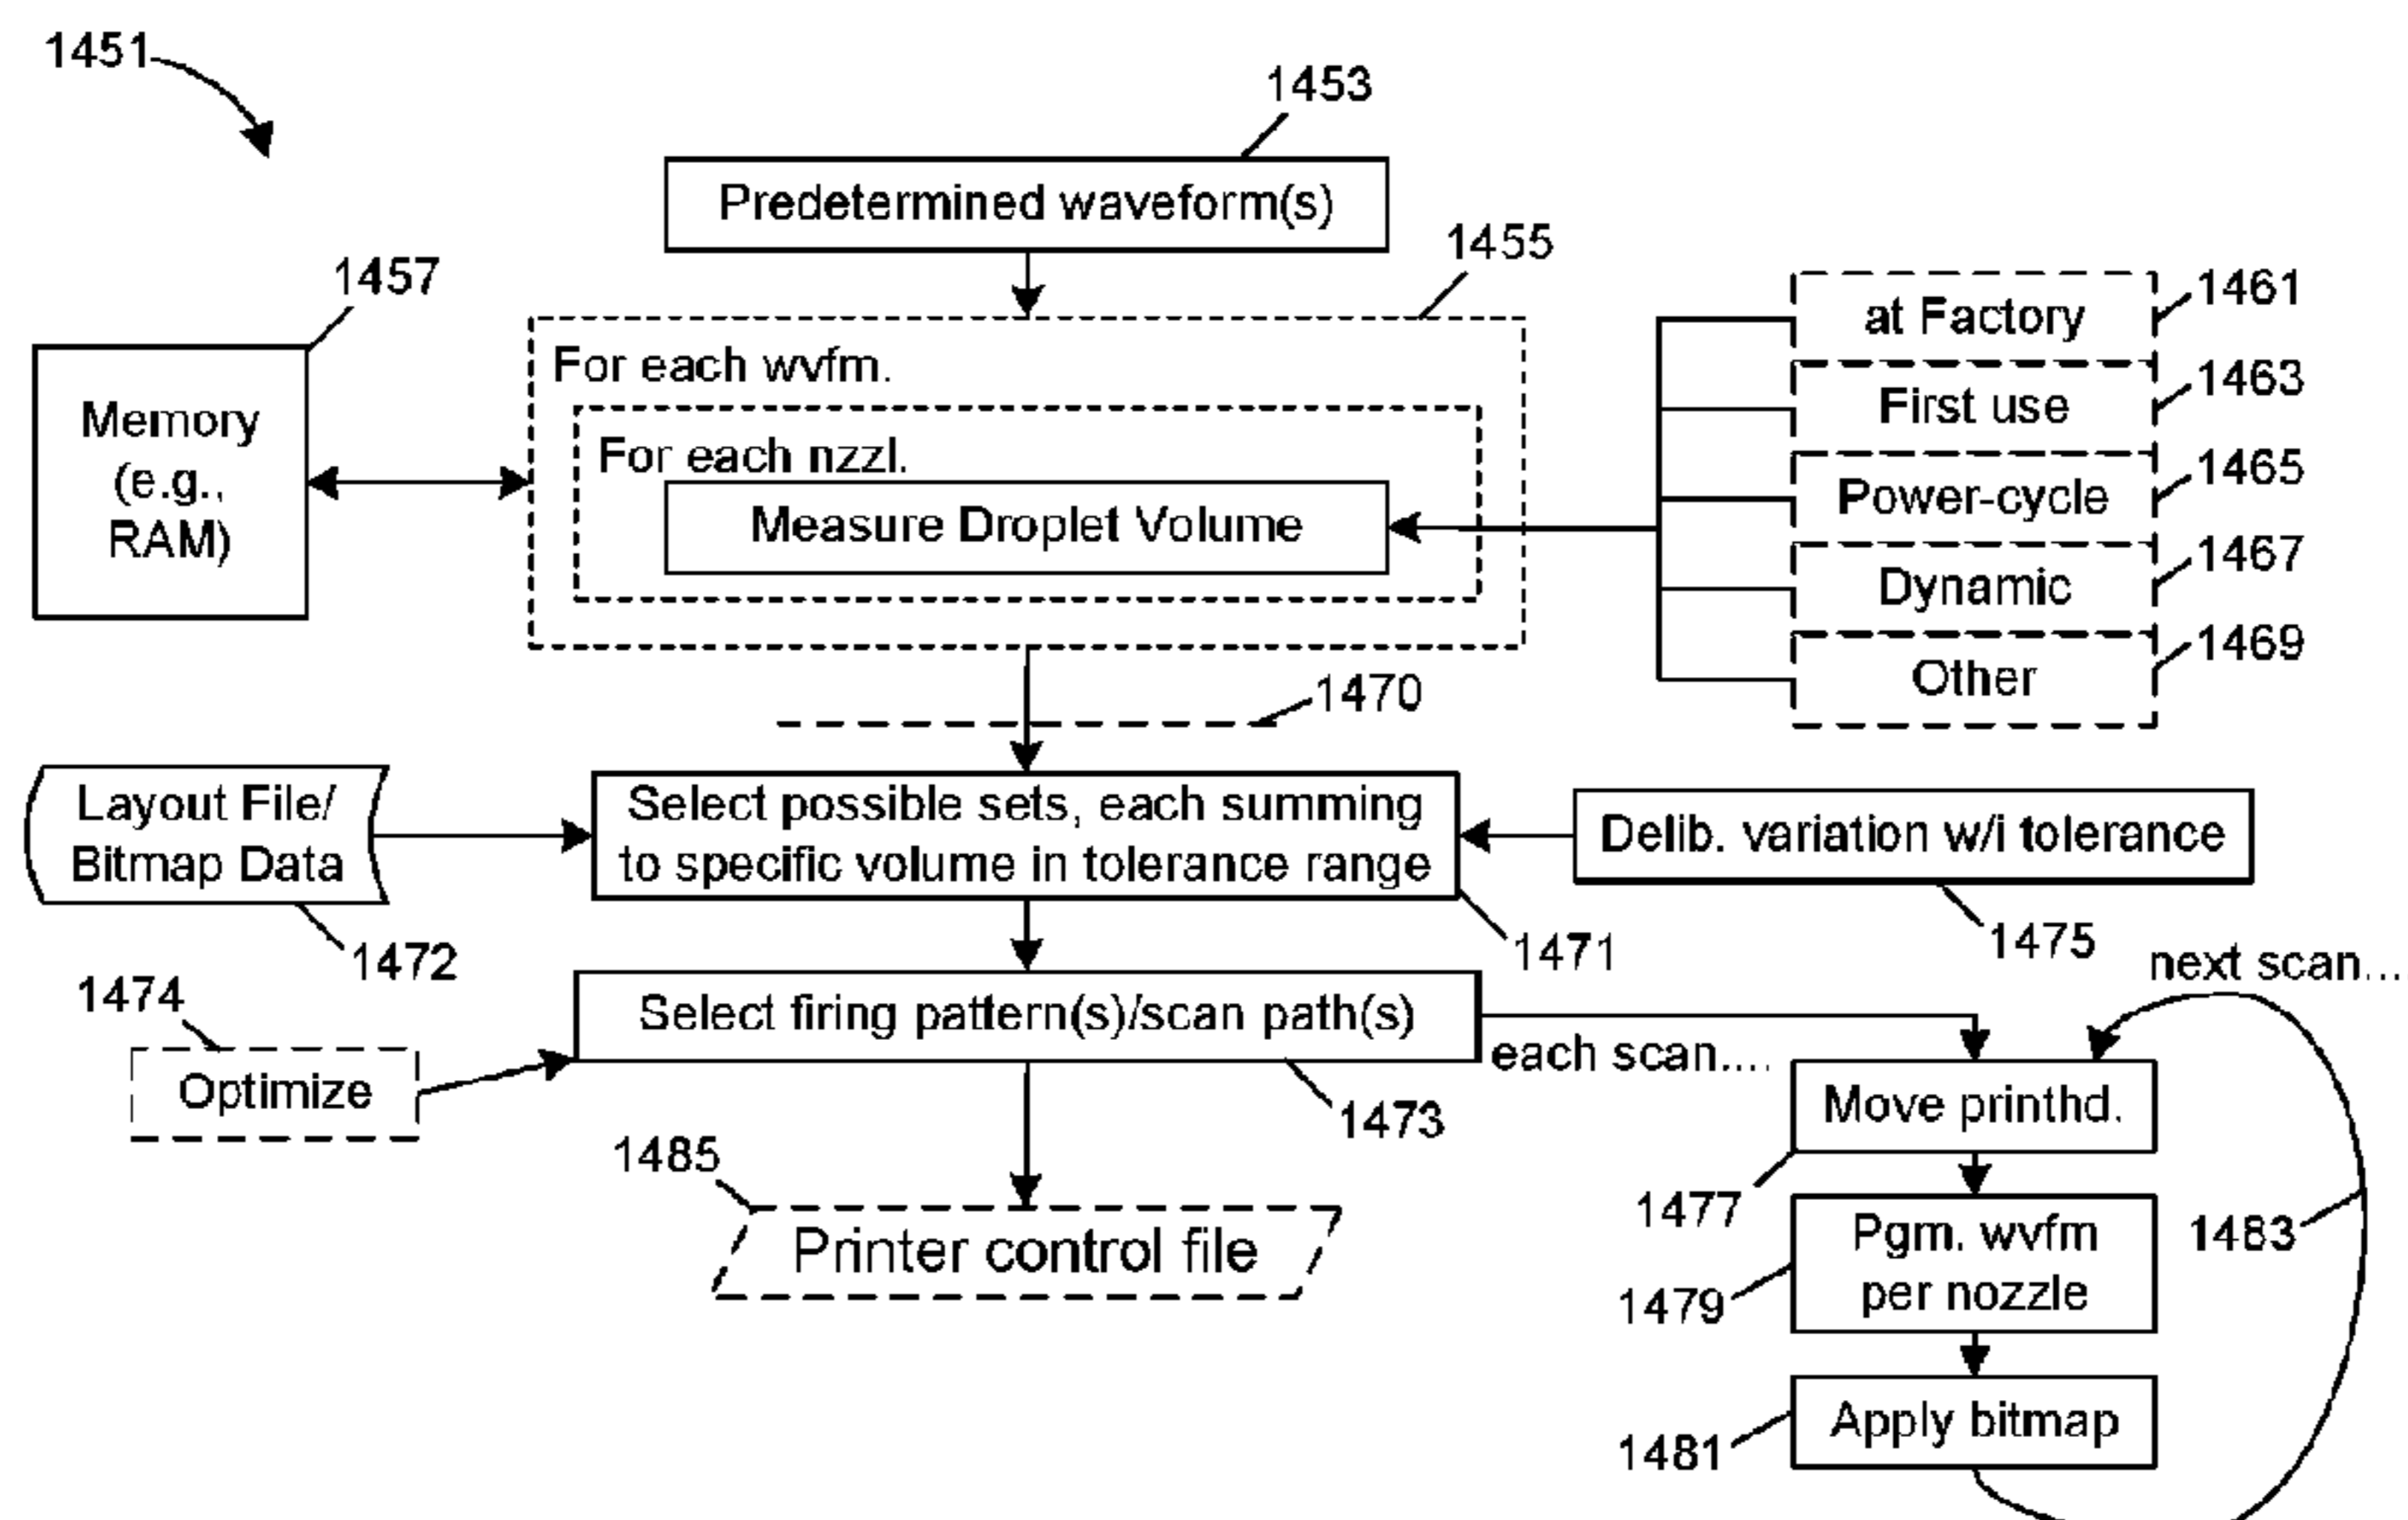 1451
1453
Predetermined waveform(s)
1455
1457
Memory
(e.g.,
RAM)
For each wvfm.
For each nzzl.
Measure Droplet Volume
at Factory
1461
First use
1463
Power-cycle
1465
Dynamic
1467
Other
1469
1470
Layout File/
Bitmap Data
1472
Select possible sets, each summing
to specific volume in tolerance range
1471
Delib. variation w/i tolerance
1475
next scan...
1474
Optimize
Select firing pattern(s)/scan path(s)
1473
each scan....
Move printhd.
1477
1485
Printer control file
Pgm. wvfm
per nozzle
1479
1483
Apply bitmap
1481